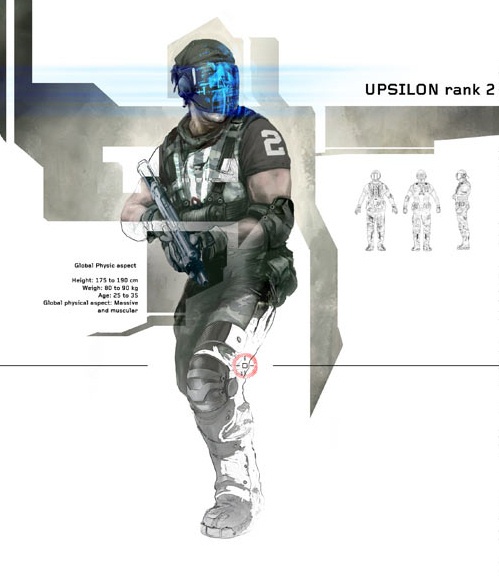 UPSILON rank 2
2
Global Physic aspect
Height: 175 to 190 cm
Weigh: 80 to 90 kg
Age: 25 to 35
Global physical aspect: Massive
and muscular